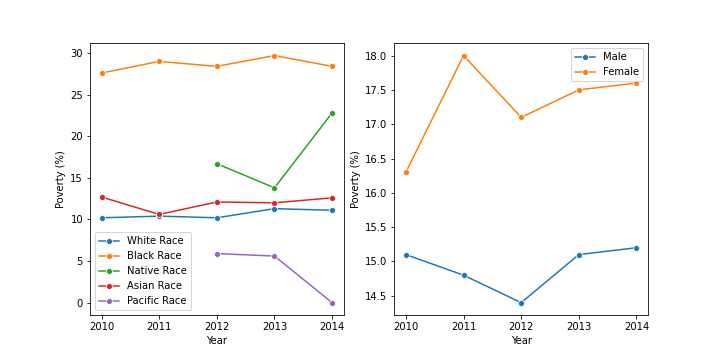 30
25
20
15
10
5
0
Poverty (%)
White Race
Black Race
Native Race
Asian Race
Pacific Race
2010 2011 2012 2013 2014
Year
18.0
17.5
17.0
16.5
16.0
15.5
15.0
14.5
Poverty (%)
Male
Female
2010 2011 2012 2013 2014
Year